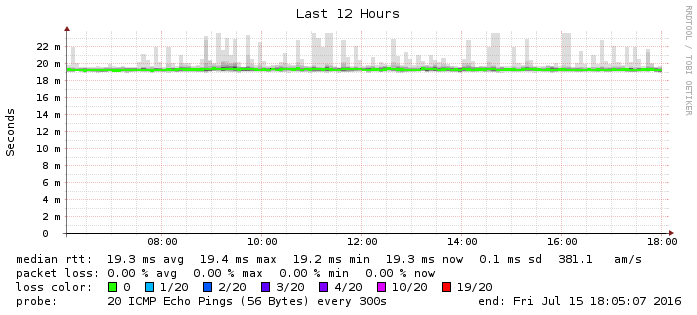 Last 12 Hours
RRDTOOL / TOBI OETIKER
Seconds
22 m
20 m
18 m
16 m
14 m
12 m
10 m
8 m
6 m
4 m
2 m
0
08:00 10:00 12:00 14:00 16:00 18:00
median rtt: 19.3 ms avg 19.4 ms max 19.2 ms min 19.3 ms now 0.1 ms sd 381.1 am/s
packet loss: 0.00 % avg 0.00 % max 0.00 % min 0.00 % now
loss color: 0 1/20 2/20 3/20 4/20 10/20 19/20
probe: 20 ICMP Echo Pings (56 Bytes) every 300s end: Fri Jul 15 18:05:07 2016